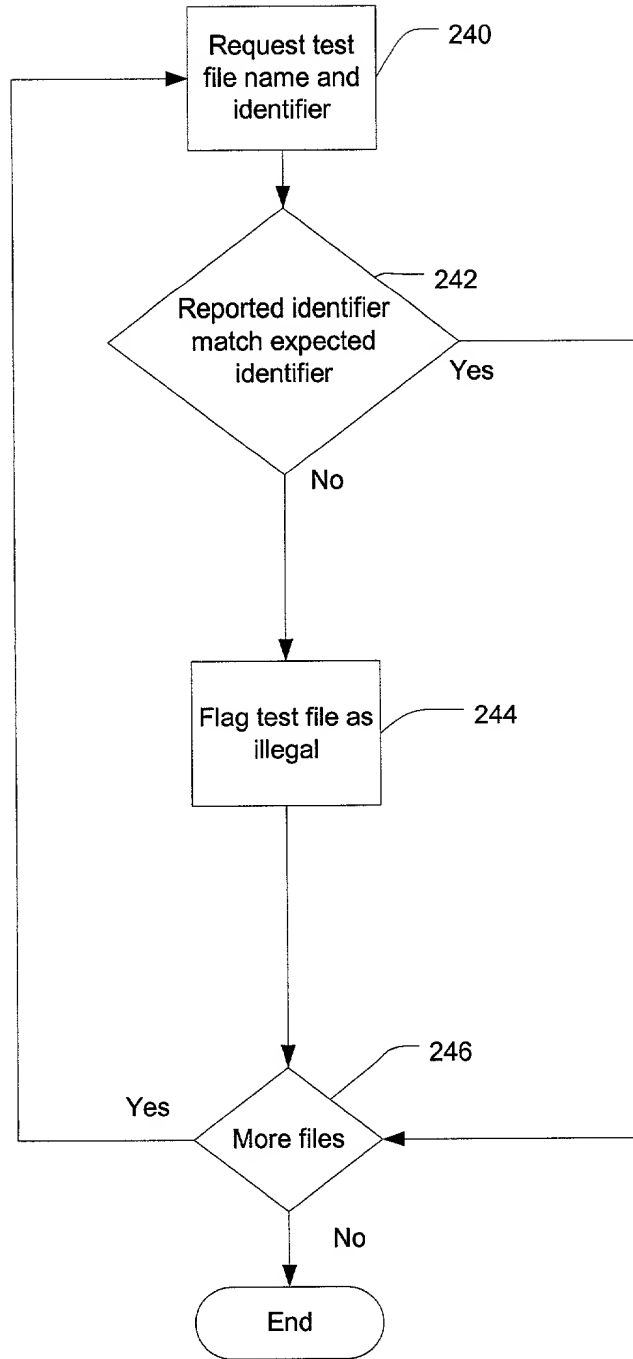 Request test
file name and
identifier
240
242
Reported identifier
match expected
identifier
Yes
No
Flag test file as
illegal
244
246
Yes
More files
No
End